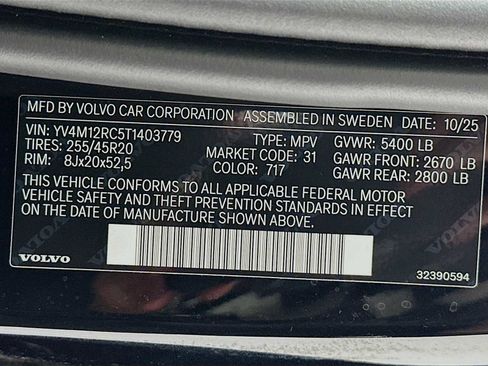 MFD BY VOLVO CAR CORPORATION ASSEMBLED IN SWEDEN DATE: 10/25
VIN: YV4M12RC5T1403779 TYPE: MPV GVWR: 5400 LB
TIRES: 255/45R20 MARKET CODE: 31 GAWR FRONT: 2670 LB
RIM: 8Jx20x52,5 COLOR: 717 GAWR REAR: 2800 LB
THIS VEHICLE CONFORMS TO ALL APPLICABLE FEDERAL MOTOR
VEHICLE SAFETY AND THEFT PREVENTION STANDARDS IN EFFECT
ON THE DATE OF MANUFACTURE SHOWN ABOVE.
VOLVO 32390594